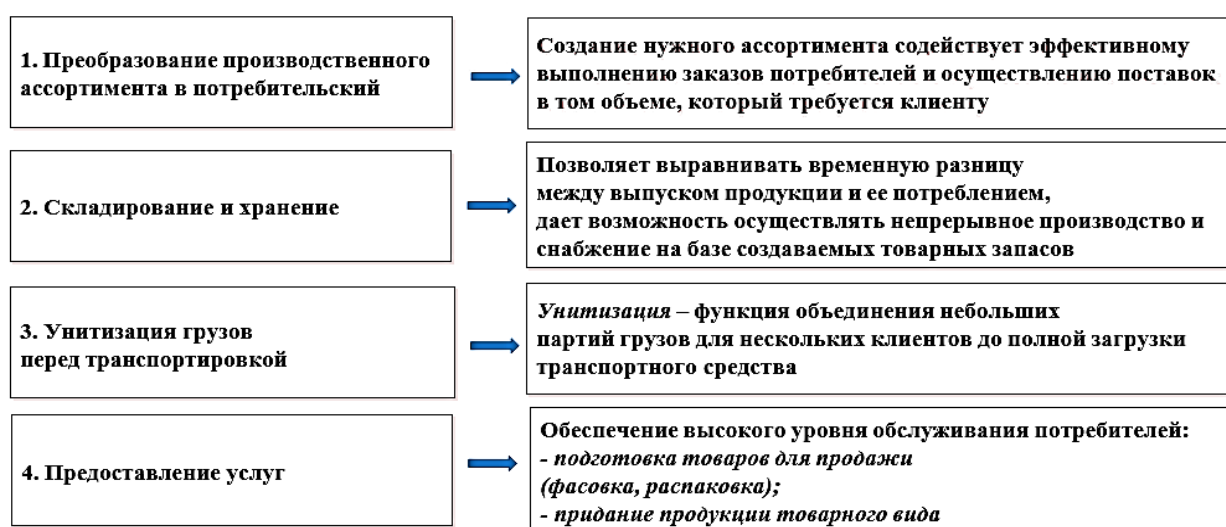 1. Преобразование производственного
ассортимента в потребительский
Создание нужного ассортимента содействует эффективному
выполнению заказов потребителей и осуществлению поставок
в том объеме, который требуется клиенту
2. Складирование и хранение
Позволяет выравнивать временную разницу
между выпуском продукции и ее потреблением,
дает возможность осуществлять непрерывное производство и
снабжение на базе создаваемых товарных запасов
3. Унитизация грузов
перед транспортировкой
Унитизация – функция объединения небольших
партий грузов для нескольких клиентов до полной загрузки
транспортного средства
4. Предоставление услуг
Обеспечение высокого уровня обслуживания потребителей:
- подготовка товаров для продажи
(фасовка, распаковка);
- придание продукции товарного вида